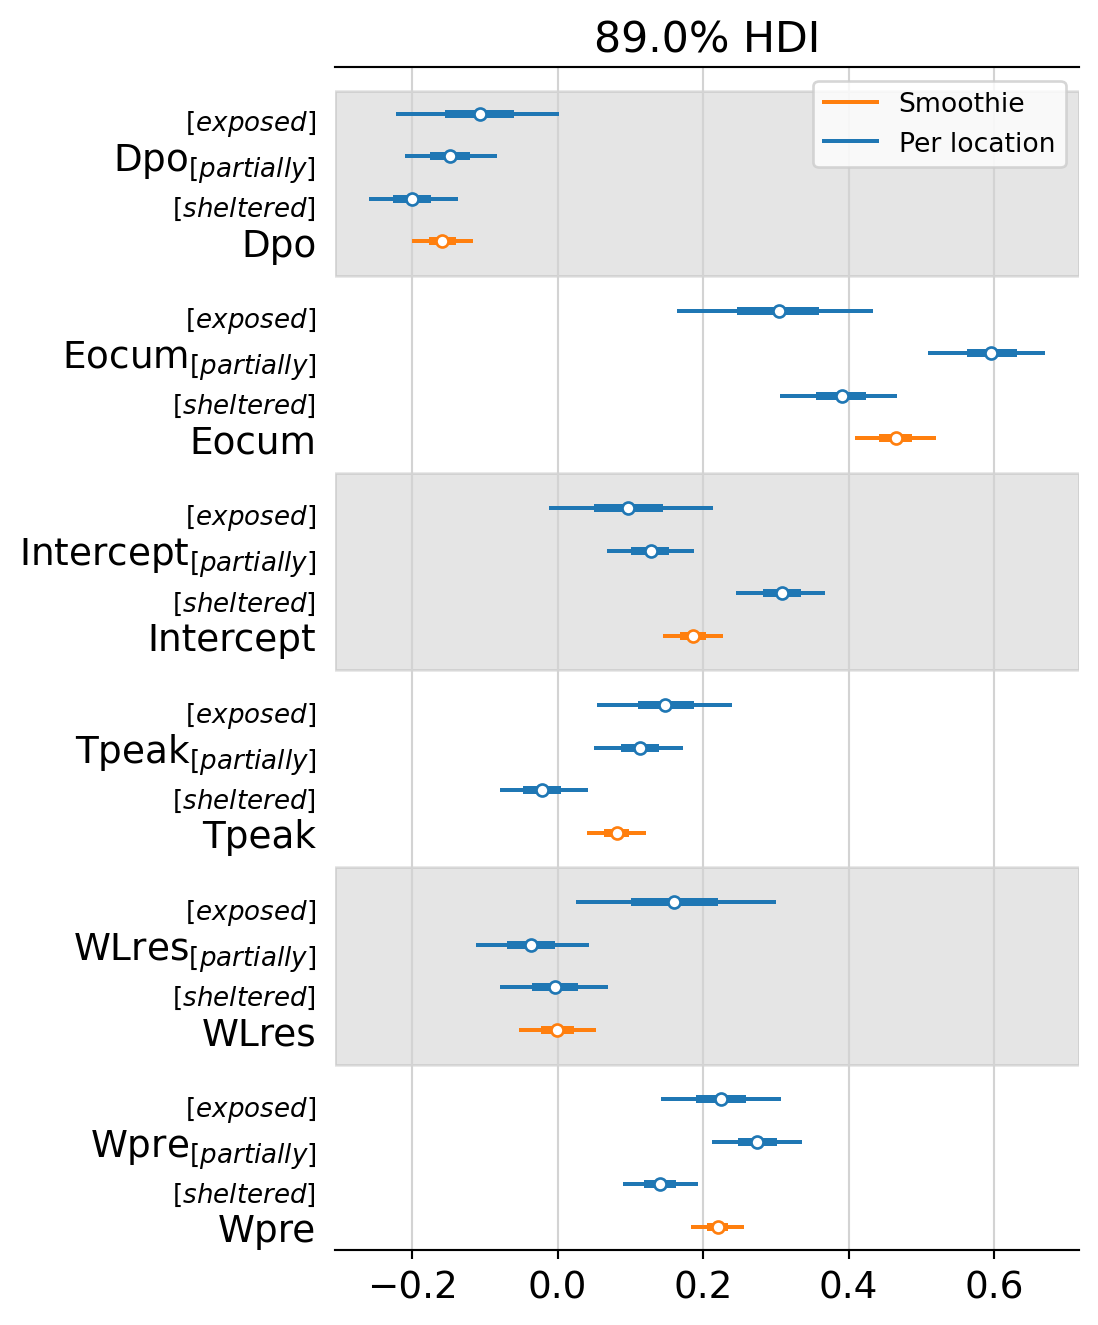 89.0% HDI
Smoothie
Per location
[exposed]
Dpo[partially]
[sheltered]
Dpo
[exposed]
Eocum[partially]
[sheltered]
Eocum
[exposed]
Intercept[partially]
[sheltered]
Intercept
[exposed]
Tpeak[partially]
[sheltered]
Tpeak
[exposed]
WLres[partially]
[sheltered]
WLres
[exposed]
Wpre[partially]
[sheltered]
Wpre
−0.2 0.0 0.2 0.4 0.6